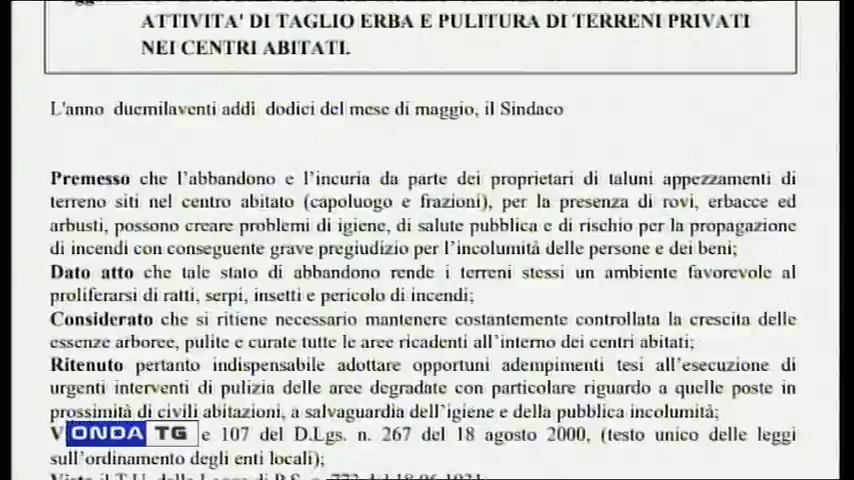 ATTIVITA' DI TAGLIO ERBA E PULITURA DI TERRENI PRIVATI
NEI CENTRI ABITATI.
L'anno duemilaventi addì dodici del mese di maggio, il Sindaco
Premesso che l'abbandono e l'incuria da parte dei proprietari di taluni appezzamenti di
terreno siti nel centro abitato (capoluogo e frazioni), per la presenza di rovi, erbacce ed
arbusti, possono creare problemi di igiene, di salute pubblica e di rischio per la propagazione
di incendi con conseguente grave pregiudizio per l'incolumità delle persone e dei beni;
Dato atto che tale stato di abbandono rende i terreni stessi un ambiente favorevole al
proliferarsi di ratti, serpi, insetti e pericolo di incendi;
Considerato che si ritiene necessario mantenere costantemente controllata la crescita delle
essenze arboree, pulite e curate tutte le aree ricadenti all'interno dei centri abitati;
Ritenuto pertanto indispensabile adottare opportuni adempimenti tesi all'esecuzione di
urgenti interventi di pulizia delle aree degradate con particolare riguardo a quelle poste in
prossimità di civili abitazioni, a salvaguardia dell'igiene e della pubblica incolumità;
V ONDA TG e 107 del D.Lgs. n. 267 del 18 agosto 2000, (testo unico delle leggi
sull'ordinamento degli enti locali);